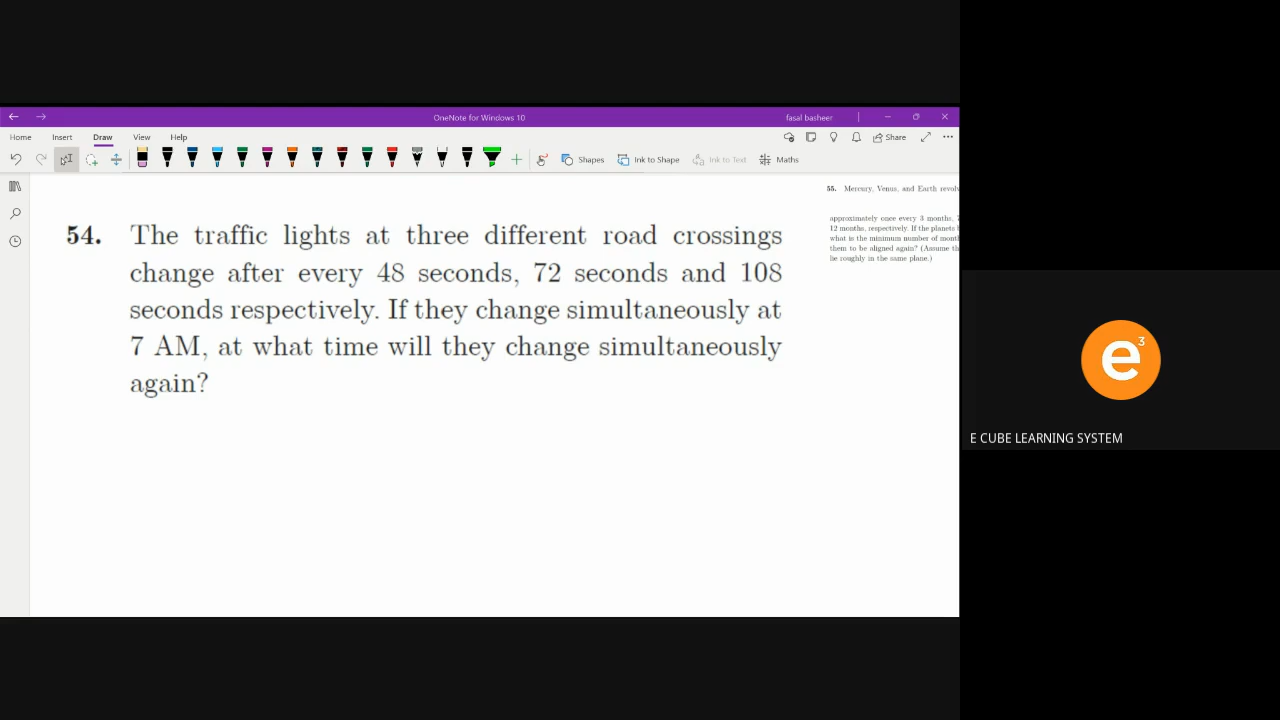 OneNote for Windows 10
fasal basheer
Home Insert Draw View Help
Share
Shapes
Ink to Shape
Ink to Text
Maths
54. The traffic lights at three different road crossings
change after every 48 seconds, 72 seconds and 108
seconds respectively. If they change simultaneously at
7 AM, at what time will they change simultaneously
again?
55. Mercury, Venus, and Earth revolv
approximately once every 3 months, 7
12 months, respectively. If the planets
what is the minimum number of mont
them to be aligned again? (Assume th
lie roughly in the same plane.)
e3
E CUBE LEARNING SYSTEM